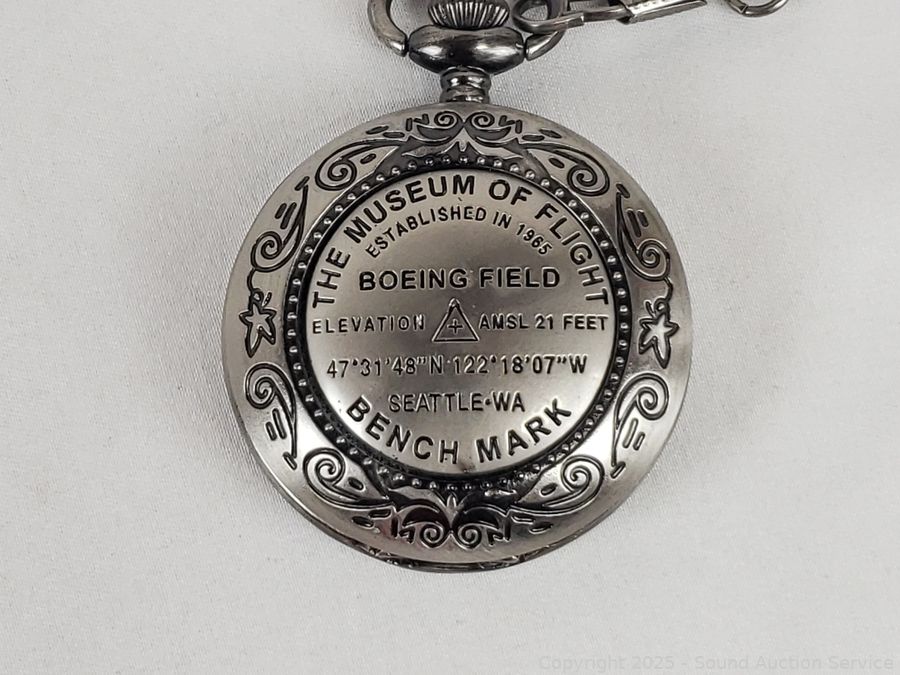 THE MUSEUM OF FLIGHT
ESTABLISHED IN 1965
BOEING FIELD
ELEVATION AMSL 21 FEET
47°31'48"N·122°18'07"W
SEATTLE·WA
BENCH MARK
Copyright 2025 - Sound Auction Service